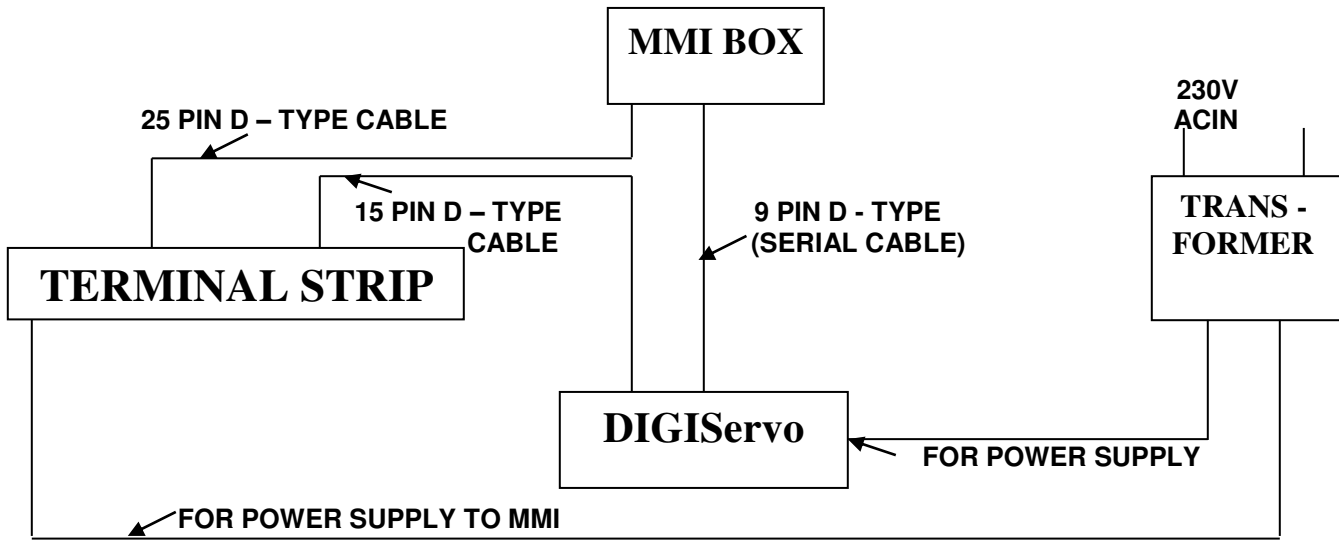 MMI BOX
230V
ACIN
25 PIN D – TYPE CABLE
15 PIN D – TYPE
CABLE
9 PIN D - TYPE
(SERIAL CABLE)
TRANS -
FORMER
TERMINAL STRIP
DIGIServo
FOR POWER SUPPLY
FOR POWER SUPPLY TO MMI